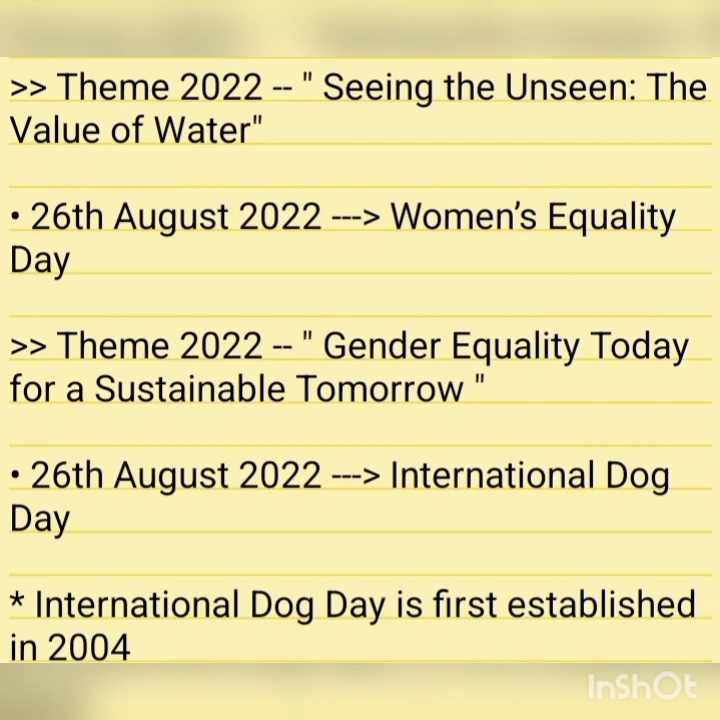 >> Theme 2022 -- " Seeing the Unseen: The
Value of Water"
• 26th August 2022 ---> Women’s Equality
Day
>> Theme 2022 -- " Gender Equality Today
for a Sustainable Tomorrow "
• 26th August 2022 ---> International Dog
Day
* International Dog Day is first established
in 2004
InShOt